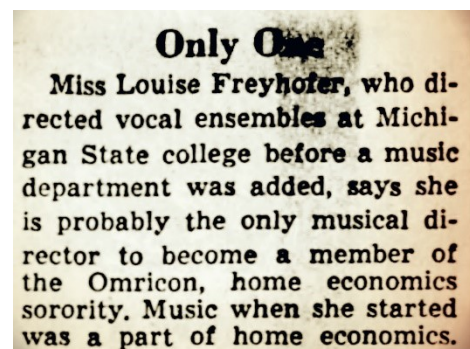 Only One
Miss Louise Freyhofer, who di-
rected vocal ensembles at Michi-
gan State college before a music
department was added, says she
is probably the only musical di-
rector to become a member of
the Omricon, home economics
sorority. Music when she started
was a part of home economics.